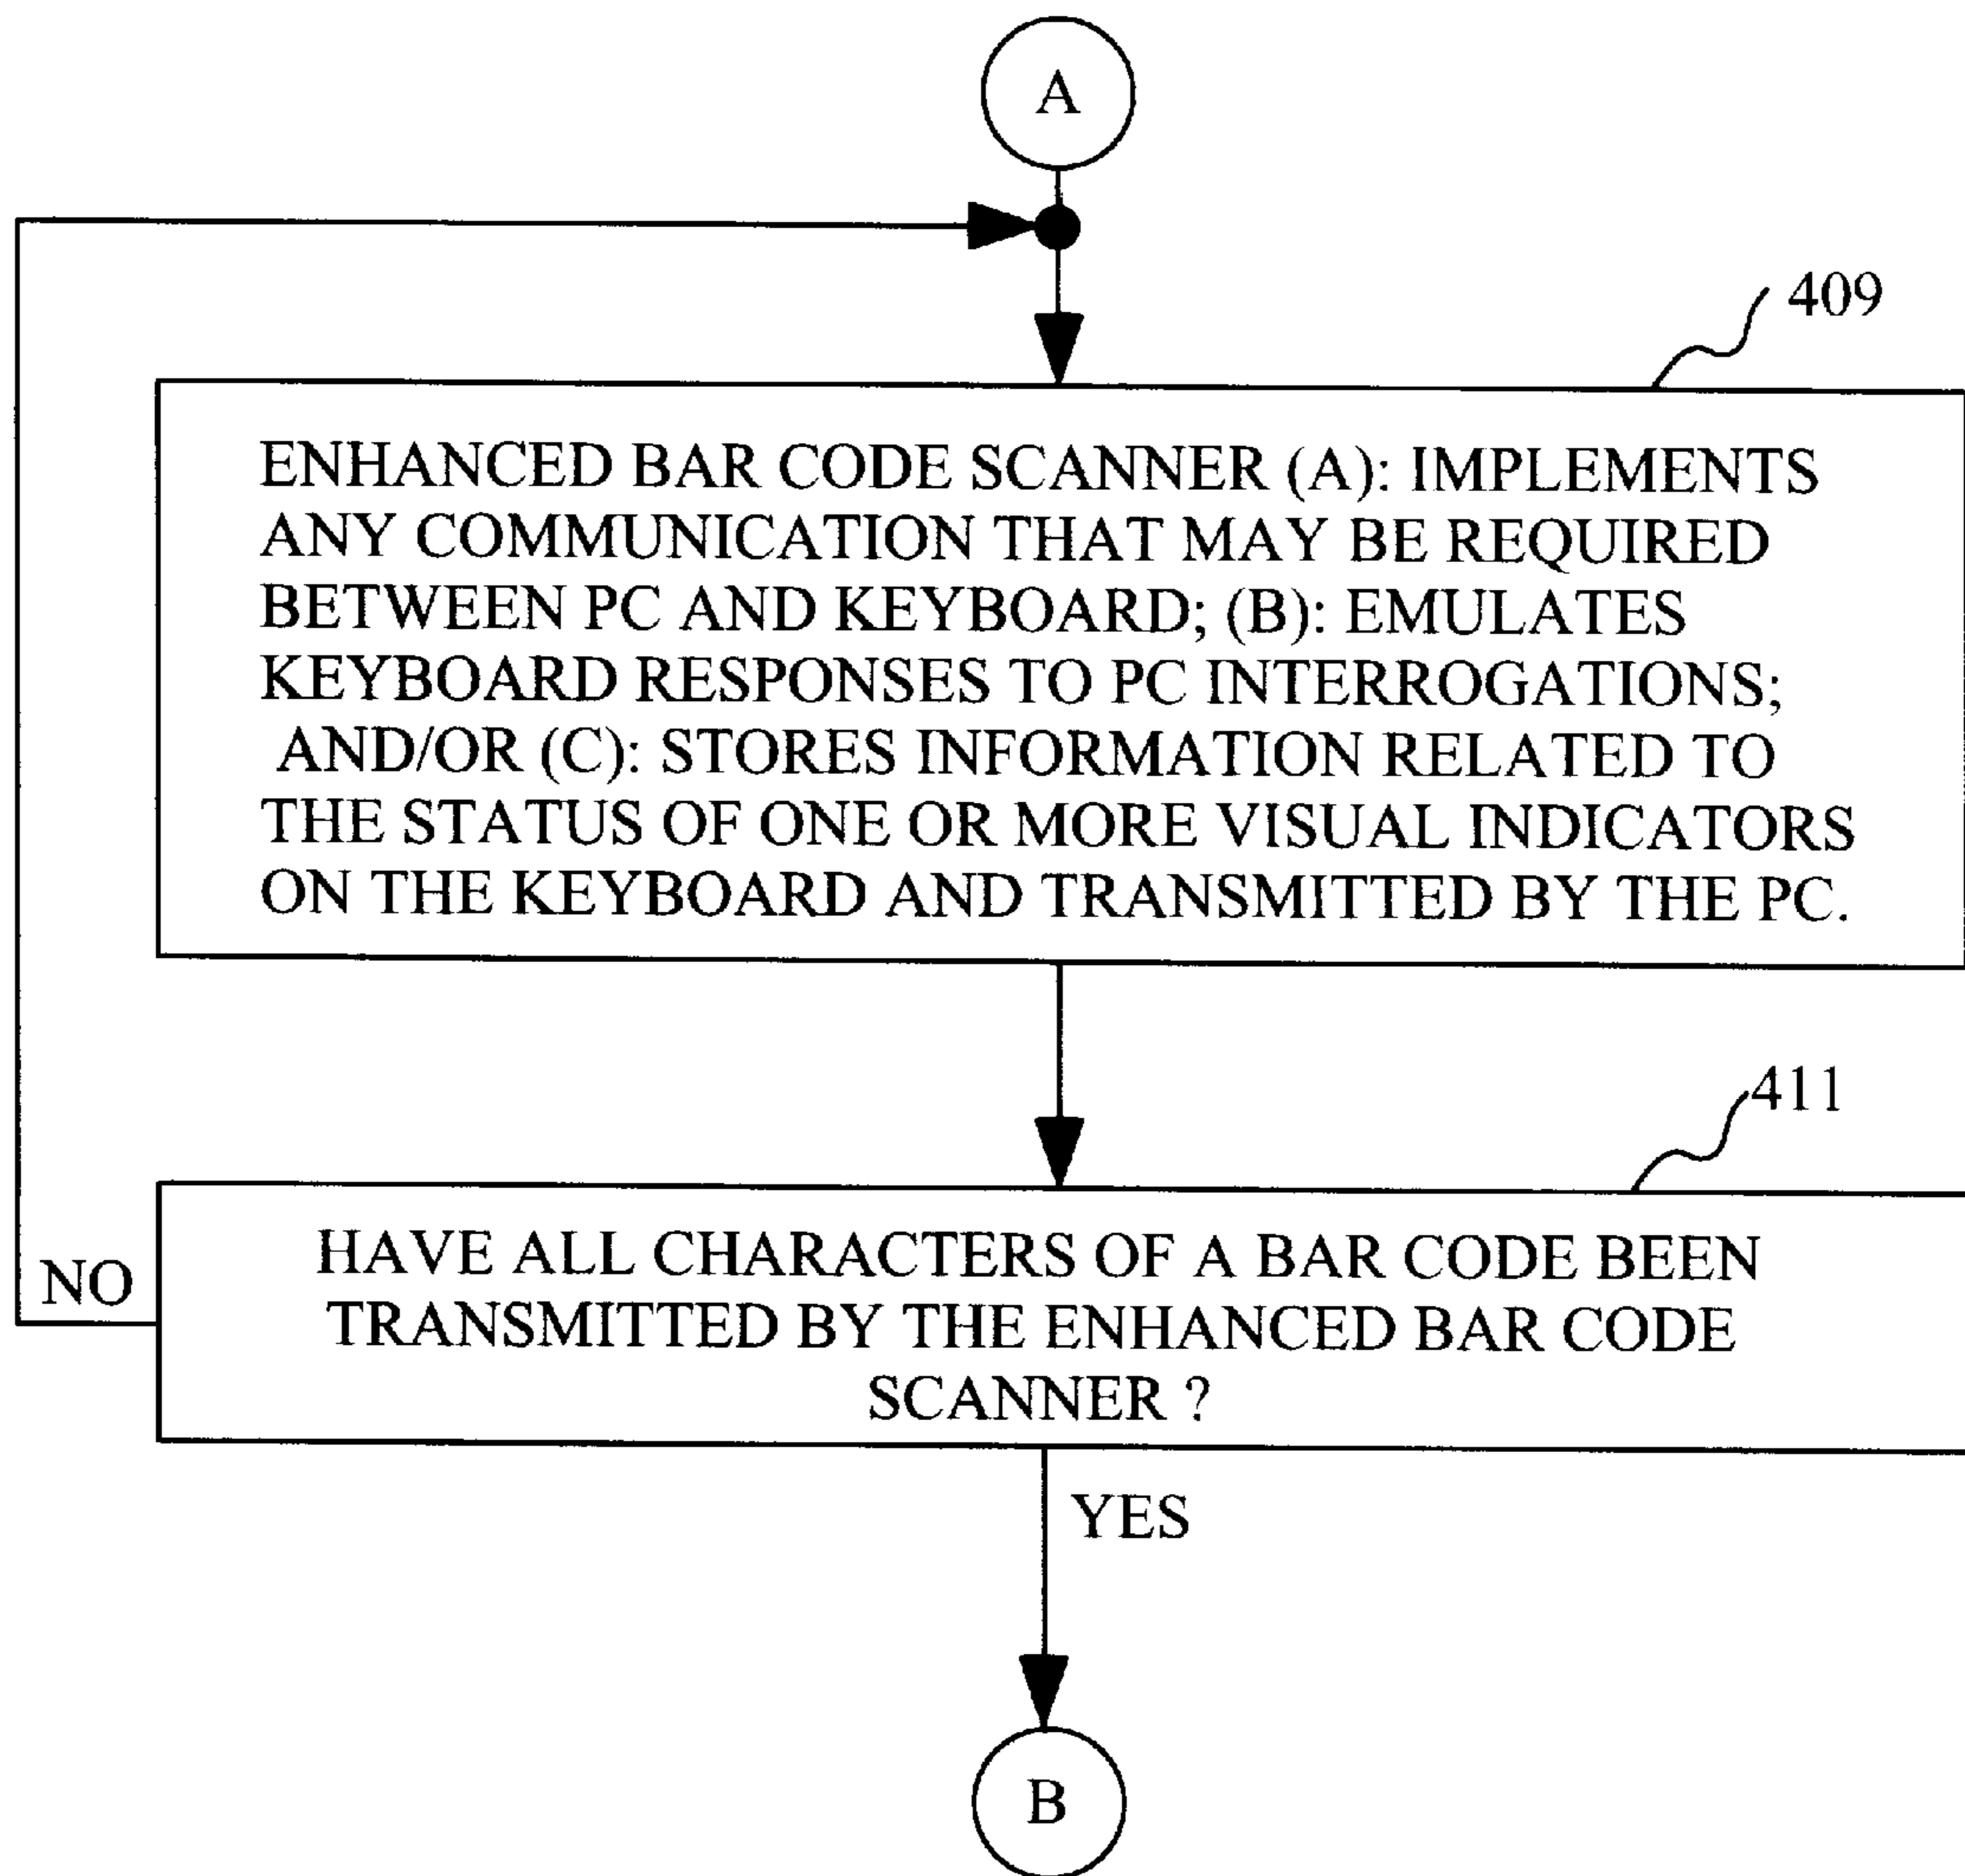 A
409
ENHANCED BAR CODE SCANNER (A): IMPLEMENTS
ANY COMMUNICATION THAT MAY BE REQUIRED
BETWEEN PC AND KEYBOARD; (B): EMULATES
KEYBOARD RESPONSES TO PC INTERROGATIONS;
AND/OR (C): STORES INFORMATION RELATED TO
THE STATUS OF ONE OR MORE VISUAL INDICATORS
ON THE KEYBOARD AND TRANSMITTED BY THE PC.
411
HAVE ALL CHARACTERS OF A BAR CODE BEEN
TRANSMITTED BY THE ENHANCED BAR CODE
SCANNER ?
NO
YES
B